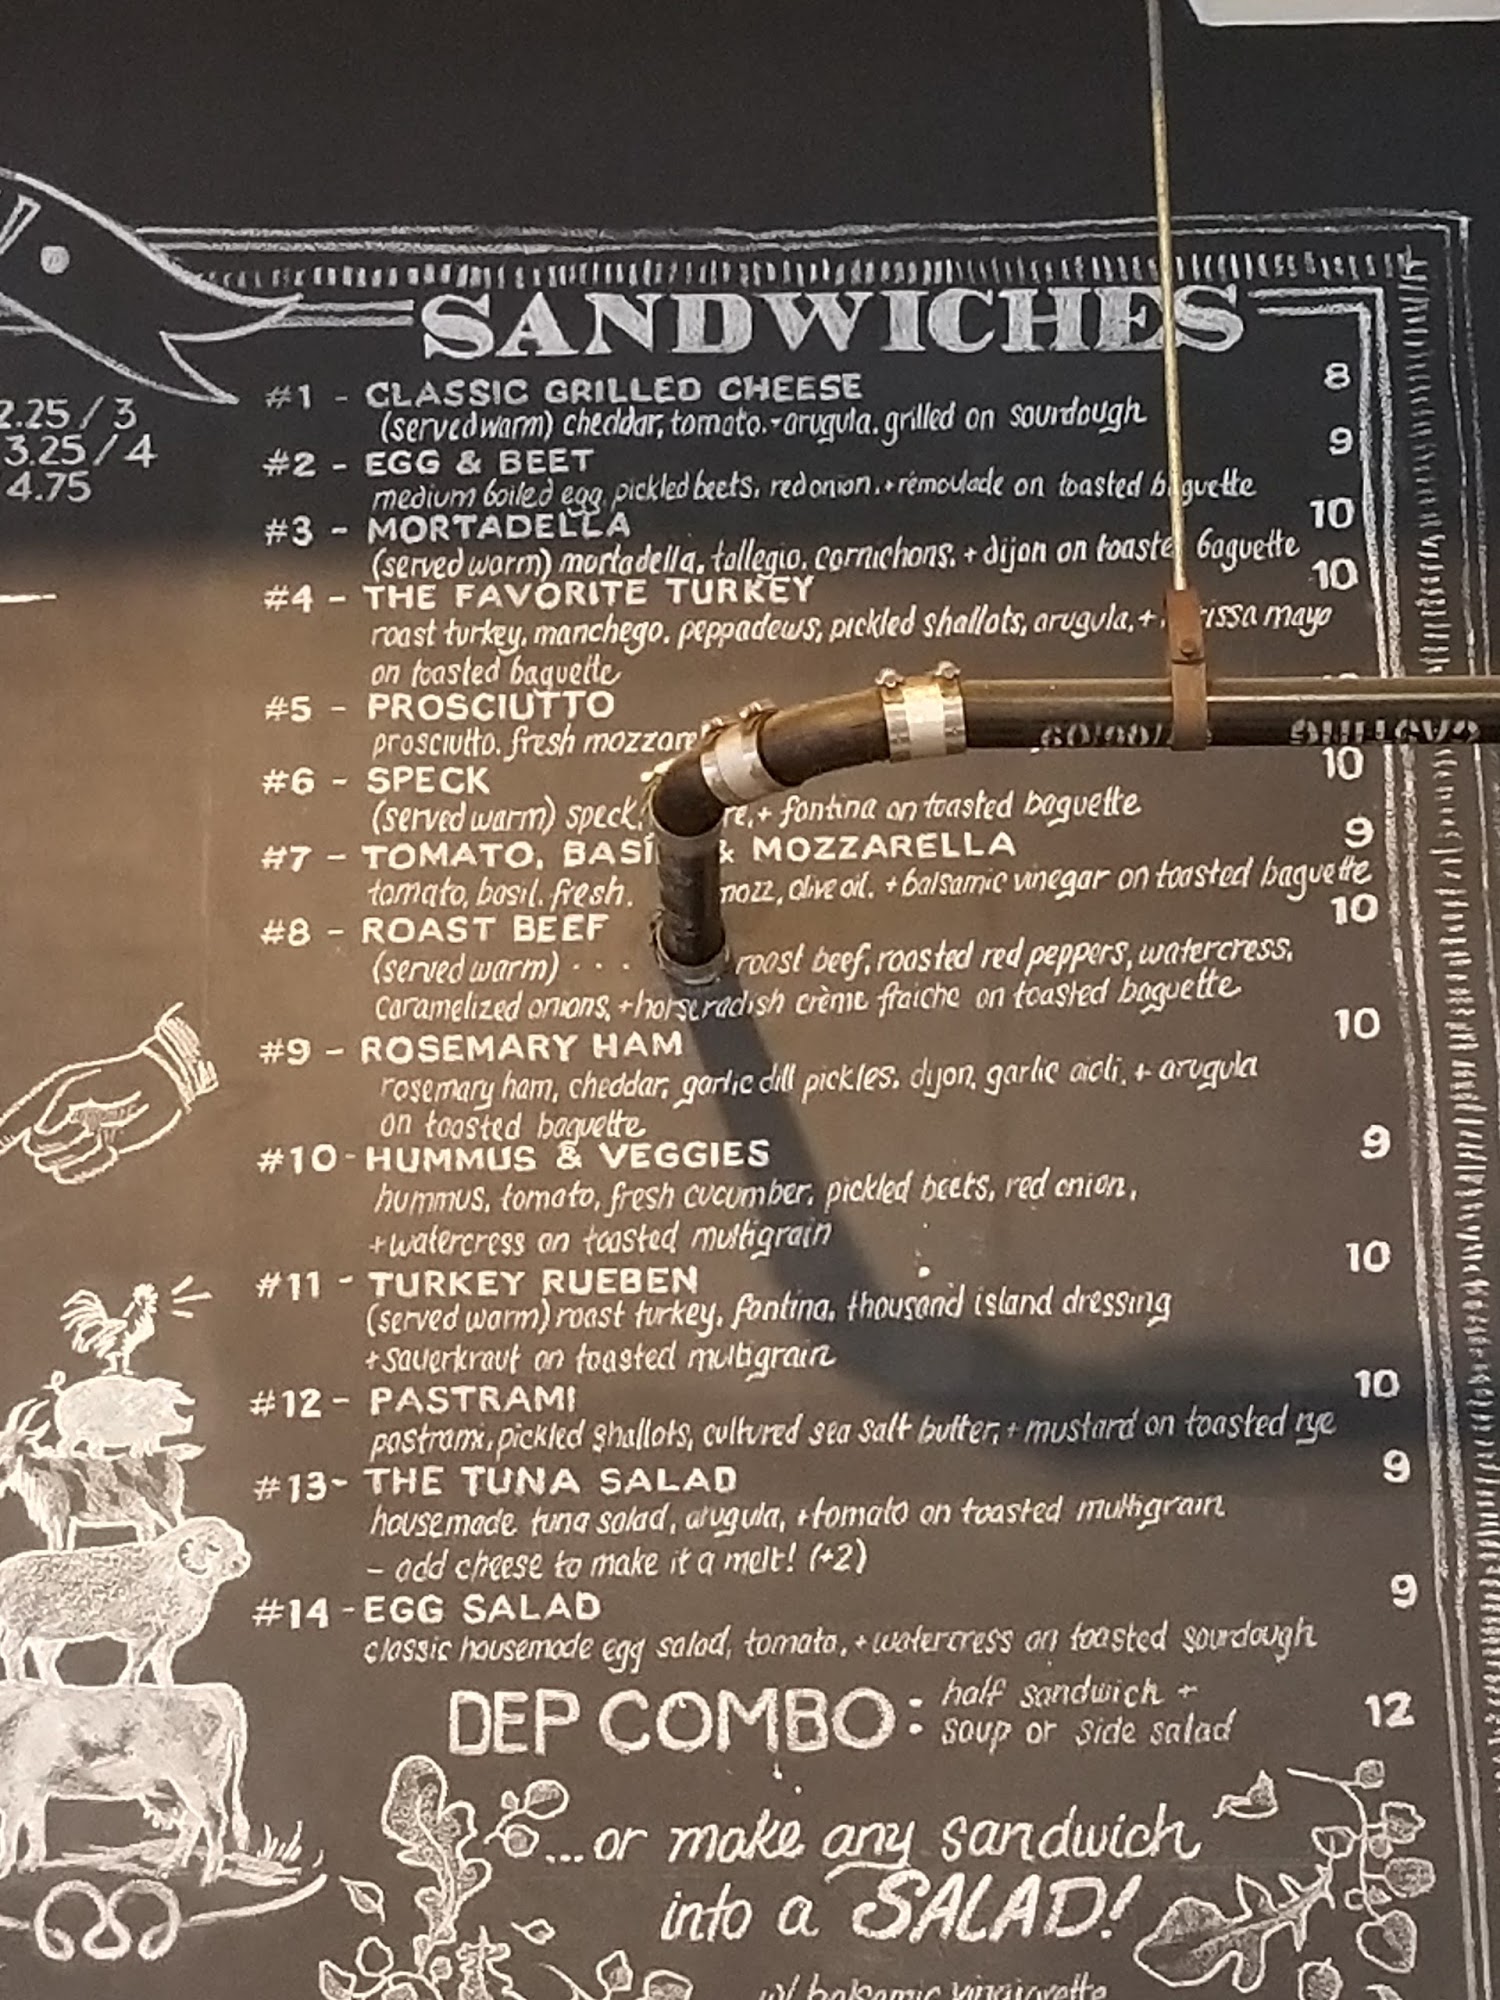 SANDWICHES
2.25 / 3
3.25 / 4
4.75
#1 - CLASSIC GRILLED CHEESE 8
(served warm) cheddar, tomato, + arugula, grilled on sourdough
#2 - EGG & BEET 9
medium boiled egg, pickled beets, red onion, + rémoulade on toasted baguette
#3 - MORTADELLA 10
(served warm) mortadella, tallegio, cornichons, + dijon on toasted baguette
#4 - THE FAVORITE TURKEY 10
roast turkey, manchego, peppadews, pickled shallots, arugula, + mayo
on toasted baguette
#5 - PROSCIUTTO
prosciutto, fresh
#6 - SPECK 10
(served warm) speck, + fontina on toasted baguette
#7 - TOMATO, BASIL & MOZZARELLA 9
tomato, basil, fresh mozz, olive oil, + balsamic vinegar on toasted baguette
#8 - ROAST BEEF 10
(served warm) . . . roast beef, roasted red peppers, watercress,
caramelized onions, + horseradish crème fraiche on toasted baguette
#9 - ROSEMARY HAM 10
rosemary ham, cheddar, garlic dill pickles, dijon, garlic aioli, + arugula
on toasted baguette
#10 - HUMMUS & VEGGIES 9
hummus, tomato, fresh cucumber, pickled beets, red onion,
+ watercress on toasted multigrain
#11 - TURKEY RUEBEN 10
(served warm) roast turkey, fontina, thousand island dressing
+ sauerkraut on toasted multigrain
#12 - PASTRAMI 10
pastrami, pickled shallots, cultured sea salt butter, + mustard on toasted rye
#13 - THE TUNA SALAD 9
housemade tuna salad, arugula, + tomato on toasted multigrain
- add cheese to make it a melt! (+2)
#14 - EGG SALAD 9
classic housemade egg salad, tomato, + watercress on toasted sourdough
DEP COMBO: half sandwich + 12
soup or side salad
...or make any sandwich
into a SALAD!
w/ balsamic vinaigrette